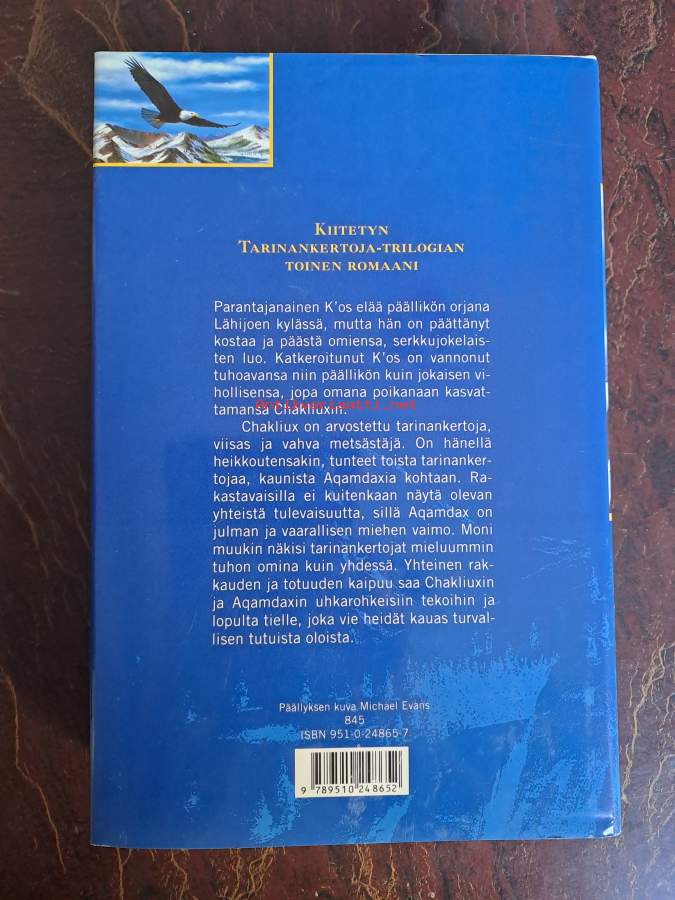 KIITETYN
TARINANKERTOJA-TRILOGIAN
TOINEN ROMAANI
Parantajanainen K'os elää päällikön orjana
Lähijoen kylässä, mutta hän on päättänyt
kostaa ja päästä omiensa, serkkujokelais-
ten luo. Katkeroitunut K'os on vannonut
tuhoavansa niin päällikön kuin jokaisen vi-
hollisensa, jopa omana poikanaan kasvat-
tamansa Chakliuxin.
Antikvariaatti.net
Chakliux on arvostettu tarinankertoja,
viisas ja vahva metsästäjä. On hänellä
heikkoutensakin, tunteet toista tarinanker-
tojaa, kaunista Aqamdaxia kohtaan. Ra-
kastavaisilla ei kuitenkaan näytä olevan
yhteistä tulevaisuutta, sillä Aqamdax on
julman ja vaarallisen miehen vaimo. Moni
muukin näkisi tarinankertojat mieluummin
tuhon omina kuin yhdessä. Yhteinen rak-
kauden ja totuuden kaipuu saa Chakliuxin
ja Aqamdaxin uhkarohkeisiin tekoihin ja
lopulta tielle, joka vie heidät kauas turval-
lisen tutuista oloista.
Päällyksen kuva Michael Evans
845
ISBN 951-0-24865-7
9 789510 248652